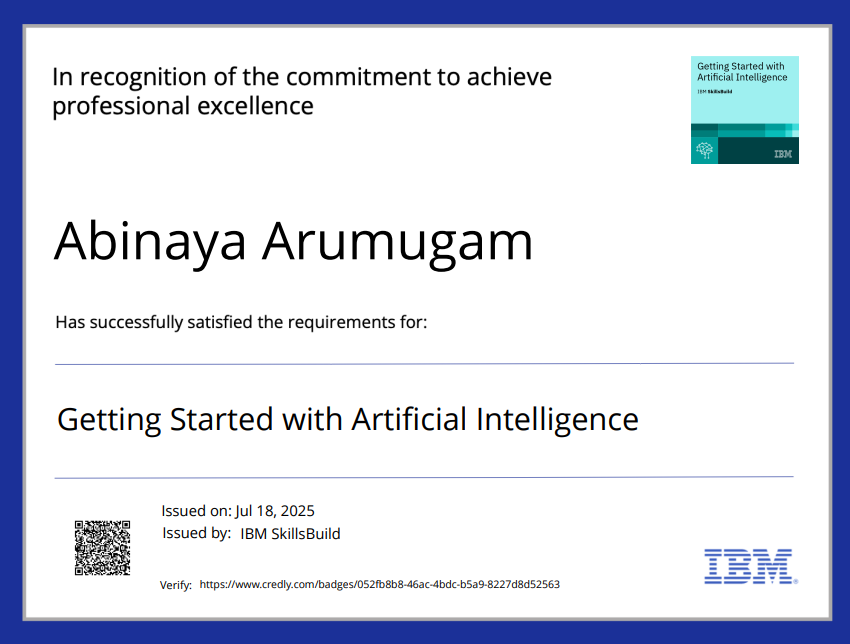 In recognition of the commitment to achieve
professional excellence
Getting Started with
Artificial Intelligence
IBM SkillsBuild
IBM
Abinaya Arumugam
Has successfully satisfied the requirements for:
Getting Started with Artificial Intelligence
Issued on: Jul 18, 2025
Issued by: IBM SkillsBuild
Verify: https://www.credly.com/badges/052fb8b8-46ac-4bdc-b5a9-8227d8d52563
IBM®